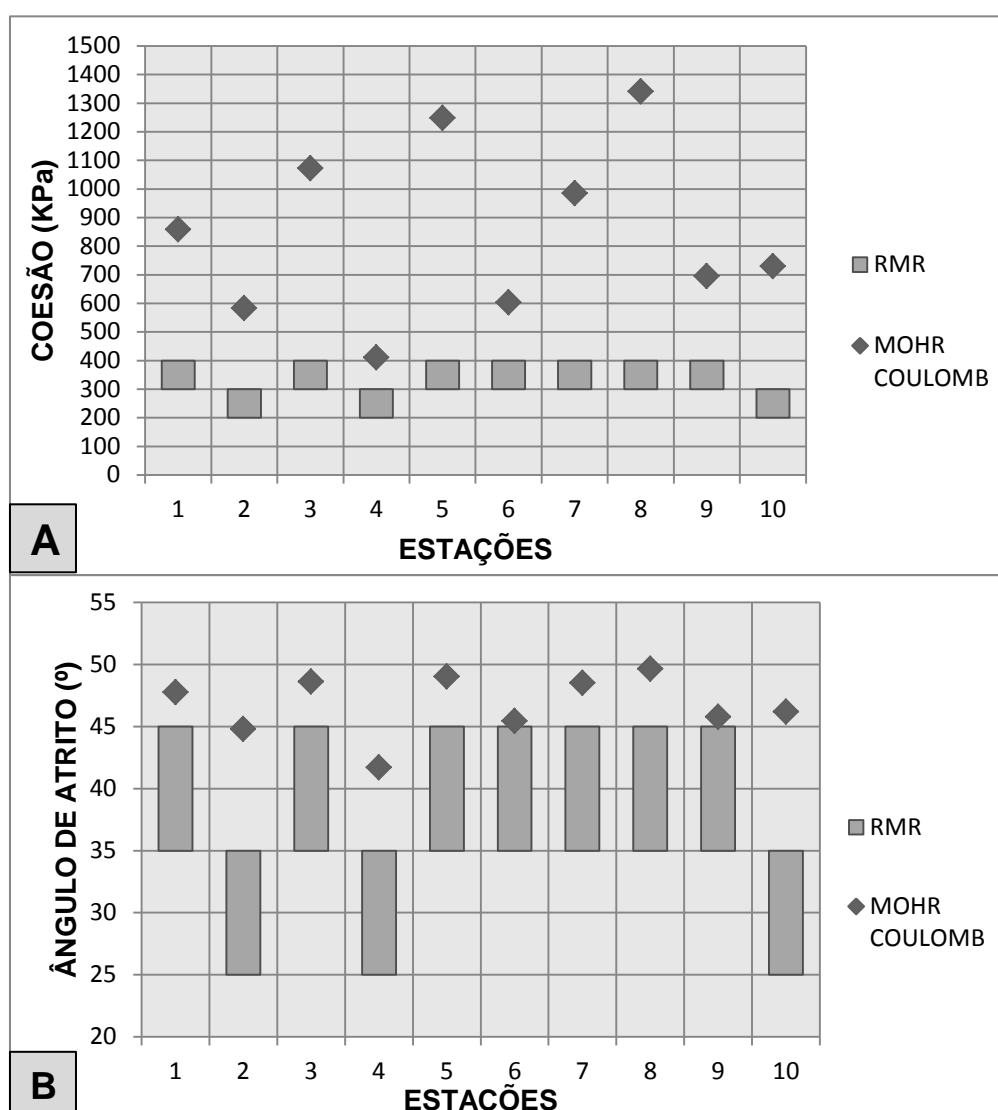 1500
1400
1300
1200
1100
1000
900
800
700
600
500
400
300
200
100
0
COESÃO (KPa)
1 2 3 4 5 6 7 8 9 10
ESTAÇÕES
RMR
MOHR
COULOMB
A
55
50
45
40
35
30
25
20
ÂNGULO DE ATRITO (º)
1 2 3 4 5 6 7 8 9 10
ESTAÇÕES
RMR
MOHR
COULOMB
B